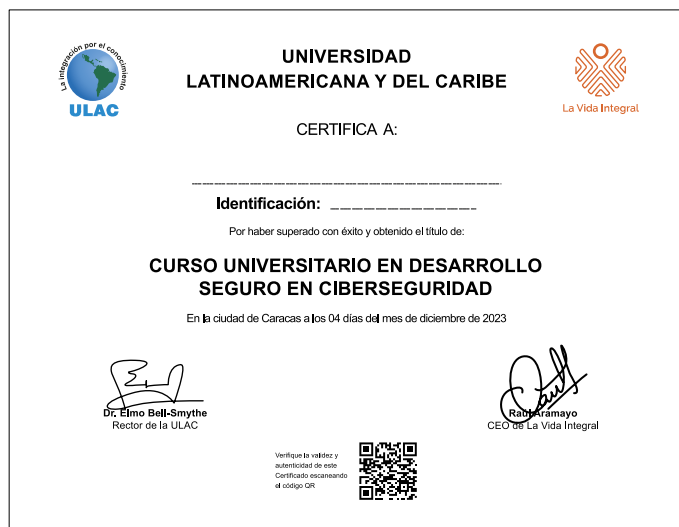 La integración por el conocimiento
ULAC
UNIVERSIDAD
LATINOAMERICANA Y DEL CARIBE
La Vida Integral
CERTIFICA A:
Identificación:
Por haber superado con éxito y obtenido el título de:
CURSO UNIVERSITARIO EN DESARROLLO
SEGURO EN CIBERSEGURIDAD
En la ciudad de Caracas a los 04 días del mes de diciembre de 2023
Dr. Elmo Bell-Smythe
Rector de la ULAC
Raúl Aramayo
CEO de La Vida Integral
Verifique la validez y
autenticidad de este
Certificado escaneando
el código QR